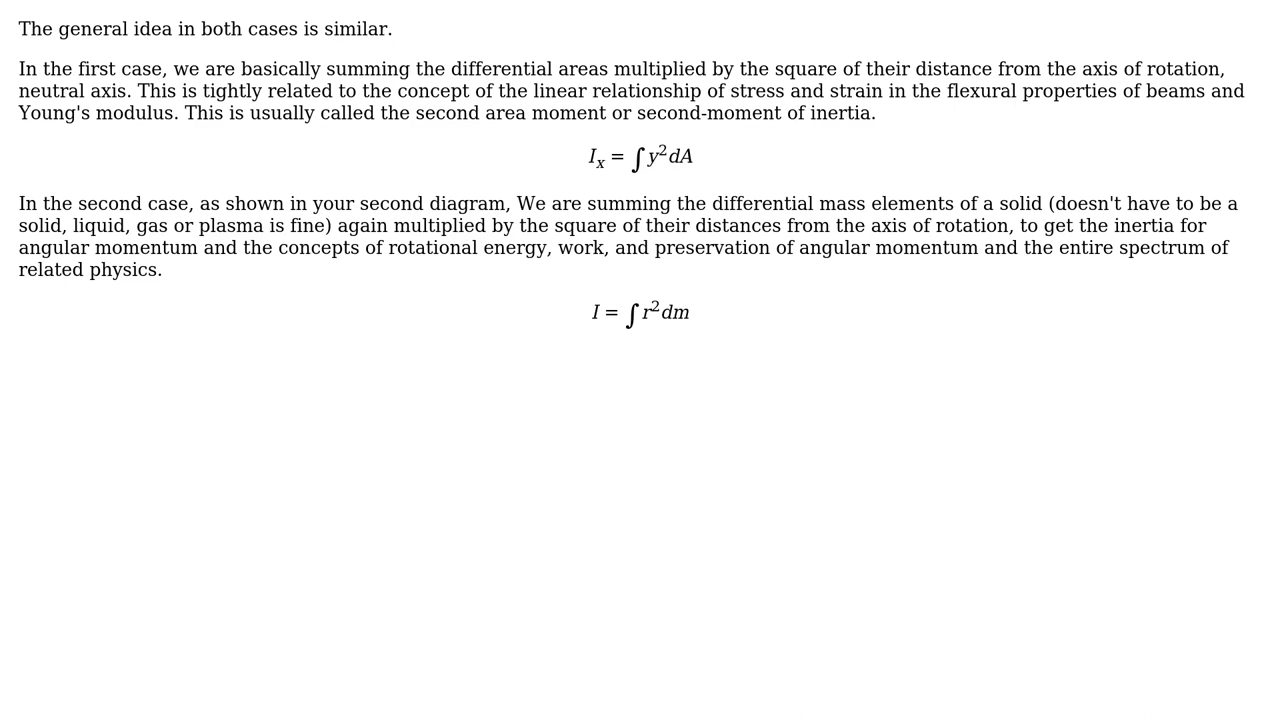 The general idea in both cases is similar.
In the first case, we are basically summing the differential areas multiplied by the square of their distance from the axis of rotation,
neutral axis. This is tightly related to the concept of the linear relationship of stress and strain in the flexural properties of beams and
Young's modulus. This is usually called the second area moment or second-moment of inertia.
Iₓ = ∫ y²dA
In the second case, as shown in your second diagram, We are summing the differential mass elements of a solid (doesn't have to be a
solid, liquid, gas or plasma is fine) again multiplied by the square of their distances from the axis of rotation, to get the inertia for
angular momentum and the concepts of rotational energy, work, and preservation of angular momentum and the entire spectrum of
related physics.
I = ∫ r²dm